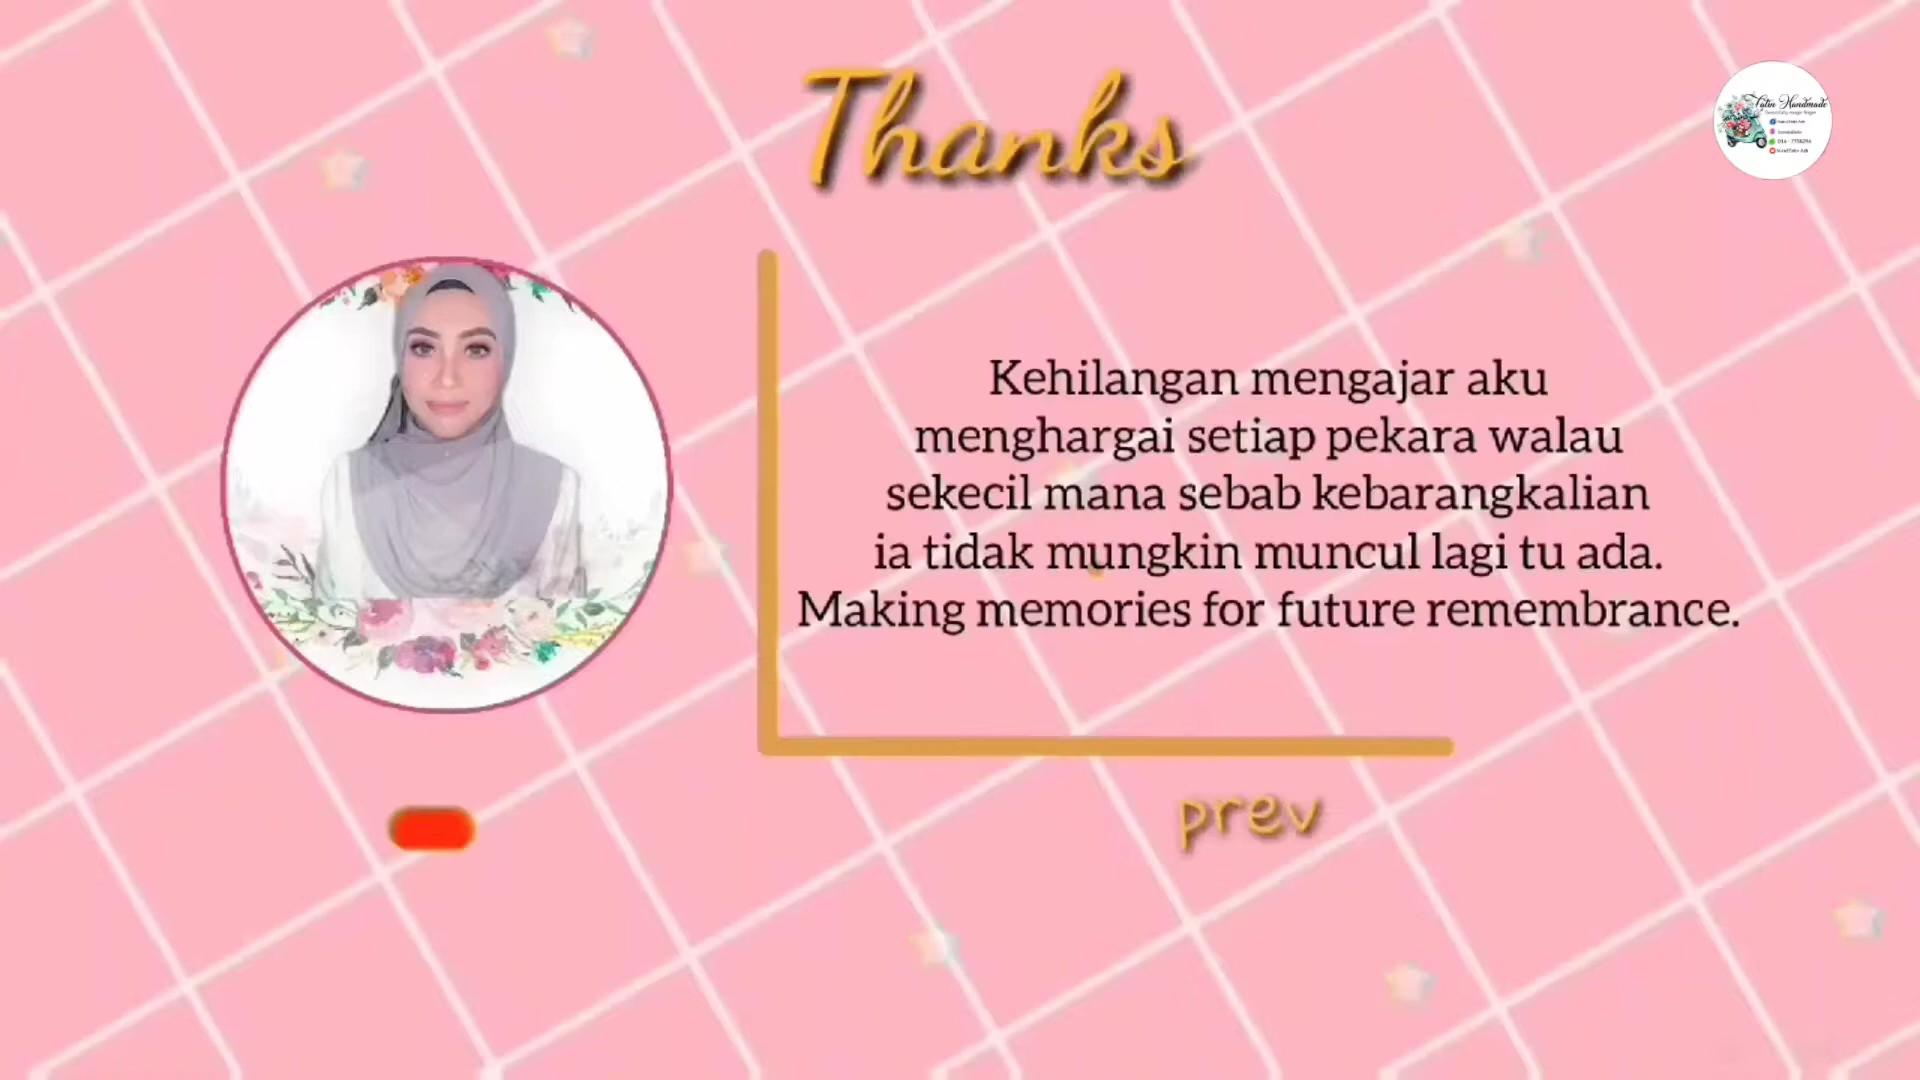 Thanks
Kehilangan mengajar aku
menghargai setiap pekara walau
sekecil mana sebab kebarangkalian
ia tidak mungkin muncul lagi tu ada.
Making memories for future remembrance.
prev
Handmade